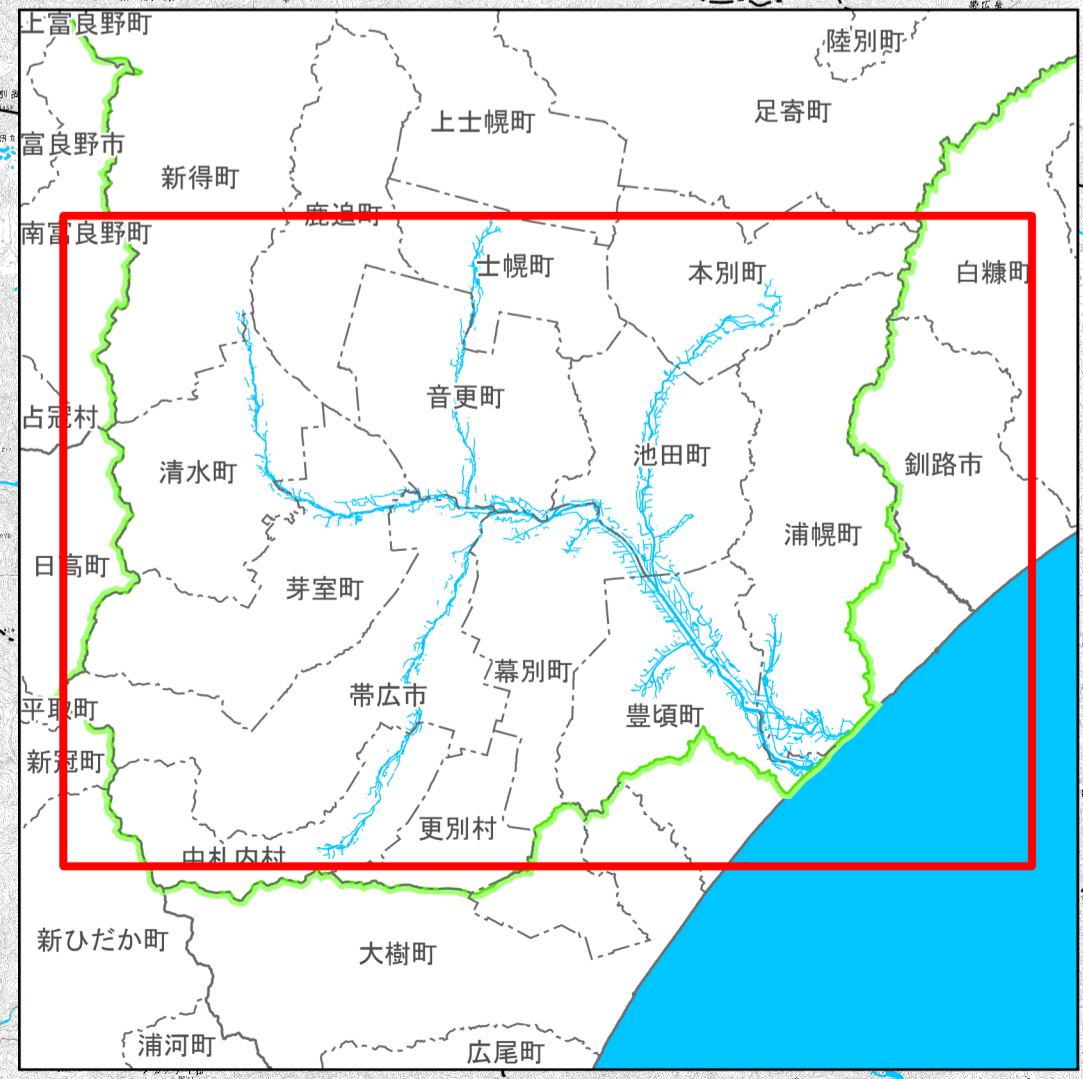 上富良野町
陸別町
足寄町
上士幌町
富良野市
新得町
鹿追町
南富良野町
士幌町
本別町
白糠町
音更町
占冠村
池田町
清水町
釧路市
浦幌町
日高町
芽室町
幕別町
帯広市
平取町
豊頃町
新冠町
更別村
中札内村
新ひだか町
大樹町
浦河町
広尾町